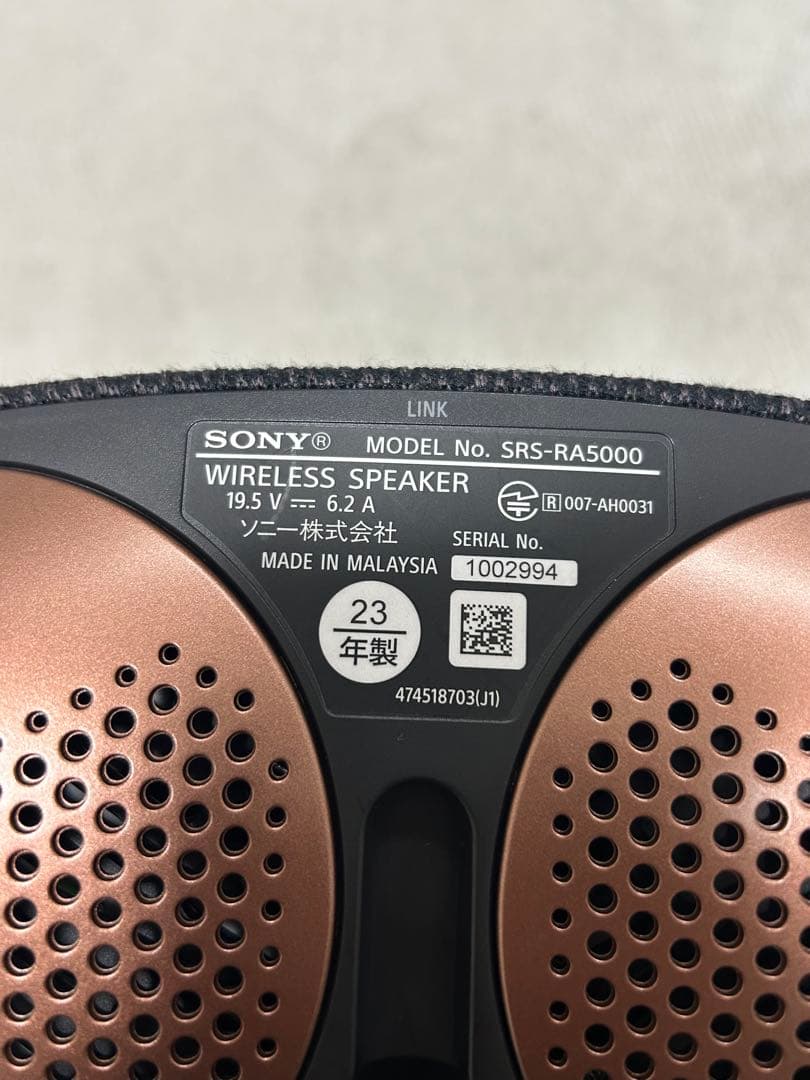 LINK
SONY® MODEL No. SRS-RA5000
WIRELESS SPEAKER
19.5 V ⎓ 6.2 A
R 007-AH0031
ソニー株式会社
SERIAL No.
MADE IN MALAYSIA 1002994
23
年製
474518703(J1)